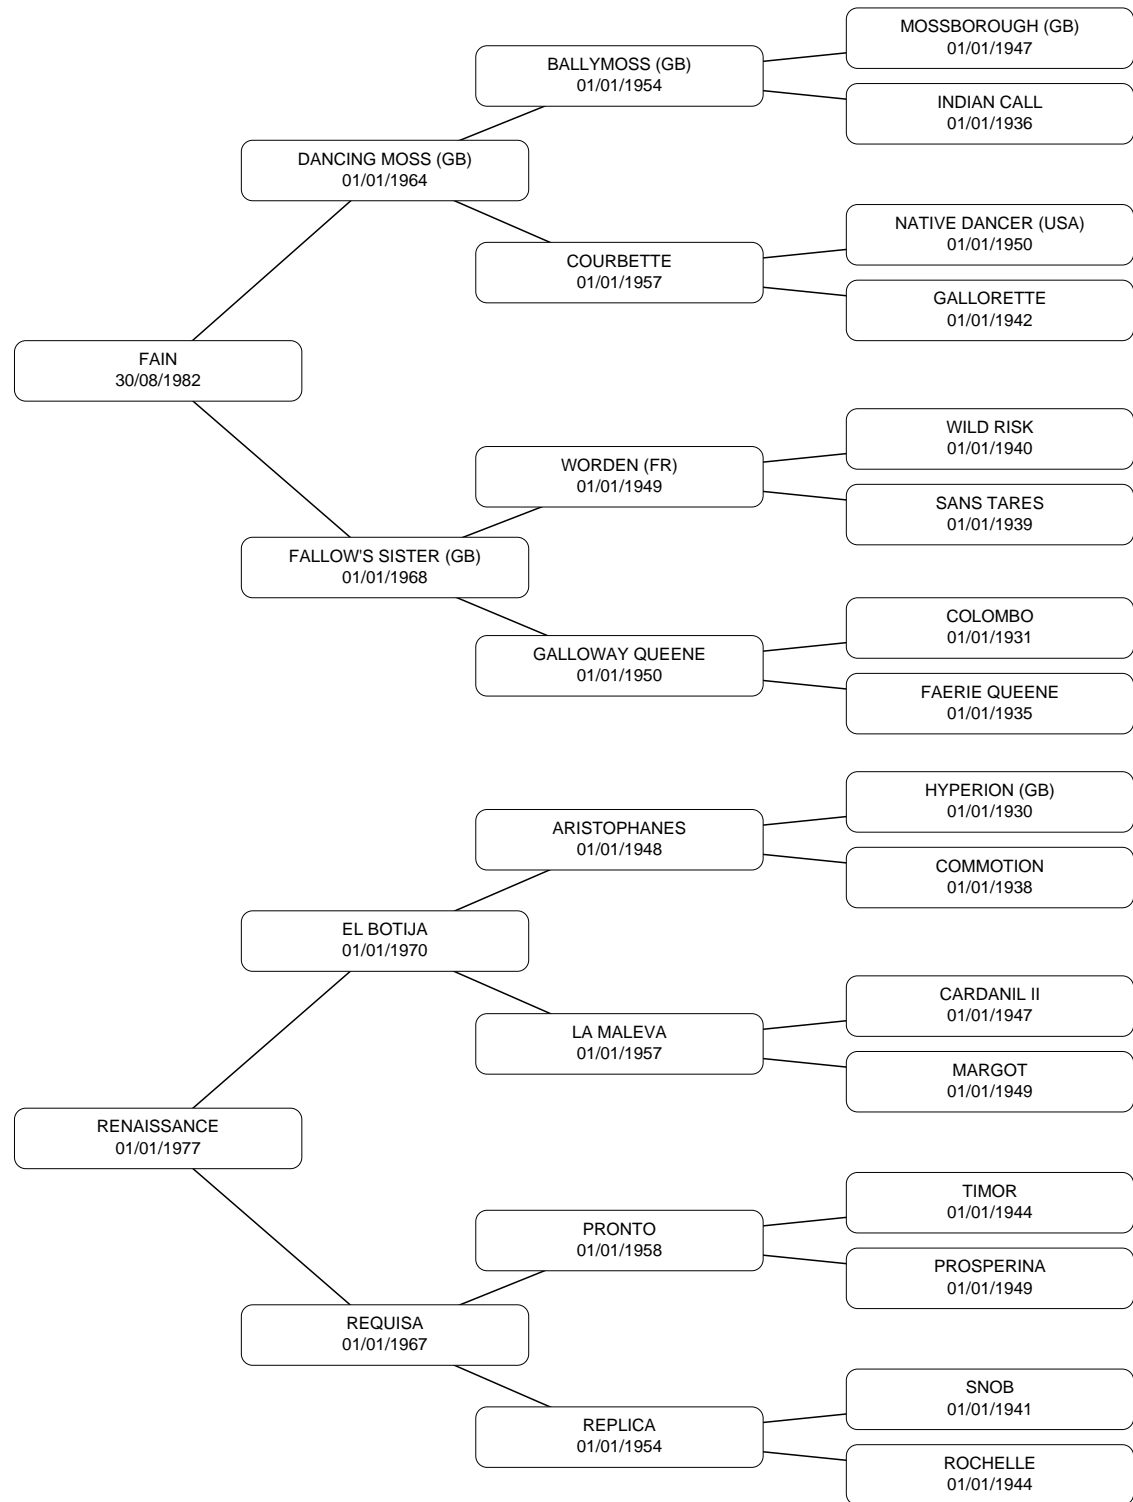 MOSSBOROUGH (GB)
01/01/1947
BALLYMOSS (GB)
01/01/1954
INDIAN CALL
01/01/1936
DANCING MOSS (GB)
01/01/1964
NATIVE DANCER (USA)
01/01/1950
COURBETTE
01/01/1957
GALLORETTE
01/01/1942
FAIN
30/08/1982
WILD RISK
01/01/1940
WORDEN (FR)
01/01/1949
SANS TARES
01/01/1939
FALLOW'S SISTER (GB)
01/01/1968
COLOMBO
01/01/1931
GALLOWAY QUEENE
01/01/1950
FAERIE QUEENE
01/01/1935
HYPERION (GB)
01/01/1930
ARISTOPHANES
01/01/1948
COMMOTION
01/01/1938
EL BOTIJA
01/01/1970
CARDANIL II
01/01/1947
LA MALEVA
01/01/1957
MARGOT
01/01/1949
RENAISSANCE
01/01/1977
TIMOR
01/01/1944
PRONTO
01/01/1958
PROSPERINA
01/01/1949
REQUISA
01/01/1967
SNOB
01/01/1941
REPLICA
01/01/1954
ROCHELLE
01/01/1944